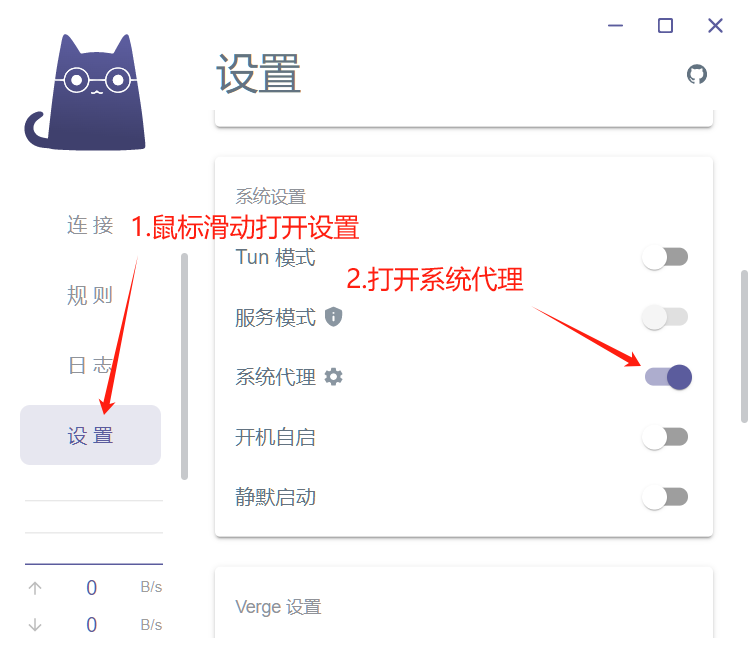 设置
系统设置
连 接
1.鼠标滑动打开设置
Tun 模式
2.打开系统代理
规 则
服务模式
日 志
系统代理
设 置
开机自启
静默启动
0 B/s
0 B/s
Verge 设置